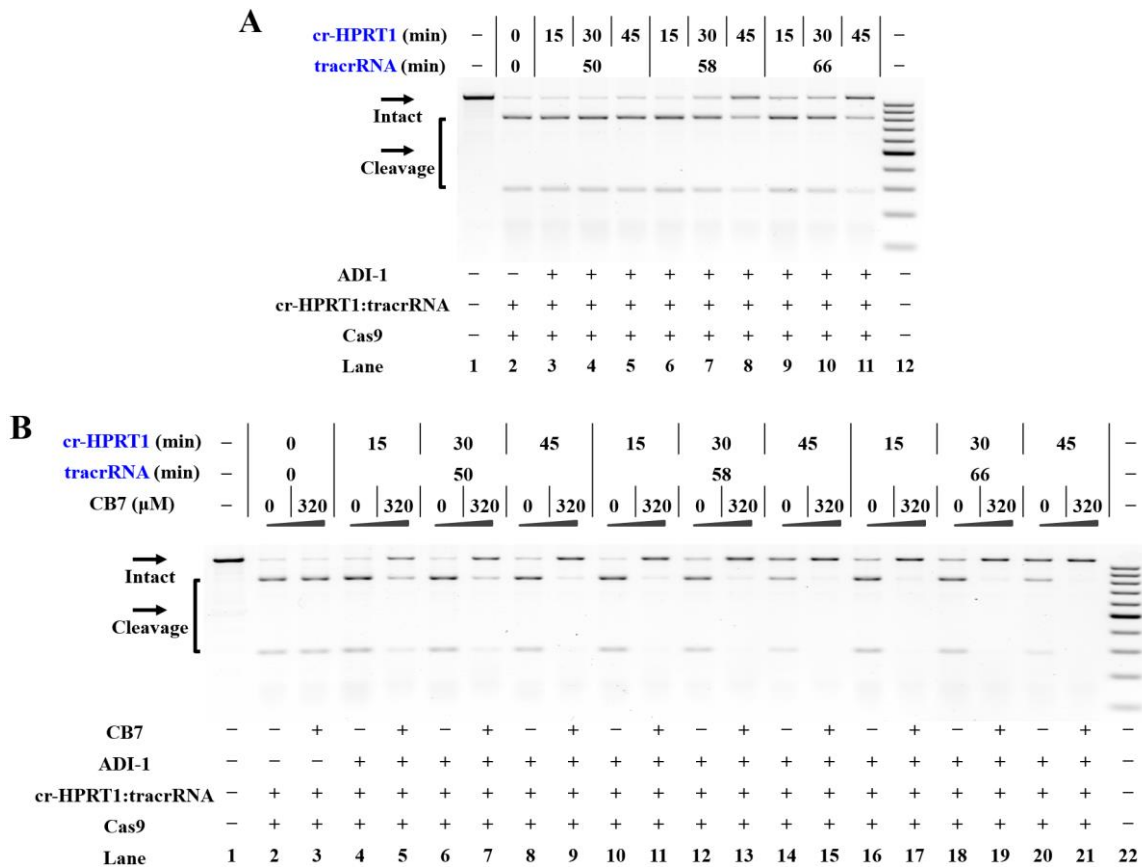 A
cr-HPRT1 (min) – 0 15 30 45 15 30 45 15 30 45 –
tracrRNA (min) – 0 50 58 66 –
Intact
Cleavage
ADI-1 – – + + + + + + + + + –
cr-HPRT1:tracrRNA – + + + + + + + + + + –
Cas9 – + + + + + + + + + + –
Lane 1 2 3 4 5 6 7 8 9 10 11 12
B
cr-HPRT1 (min) – 0 15 30 45 15 30 45 15 30 45 –
tracrRNA (min) – 0 50 58 66 –
CB7 (μM) – 0 320 0 320 0 320 0 320 0 320 0 320 0 320 0 320 0 320 0 320 –
Intact
Cleavage
CB7 – – + – + – + – + – + – + – + – + – + – + –
ADI-1 – – – + + + + + + + + + + + + + + + + + + –
cr-HPRT1:tracrRNA – + + + + + + + + + + + + + + + + + + + + –
Cas9 – + + + + + + + + + + + + + + + + + + + + –
Lane 1 2 3 4 5 6 7 8 9 10 11 12 13 14 15 16 17 18 19 20 21 22